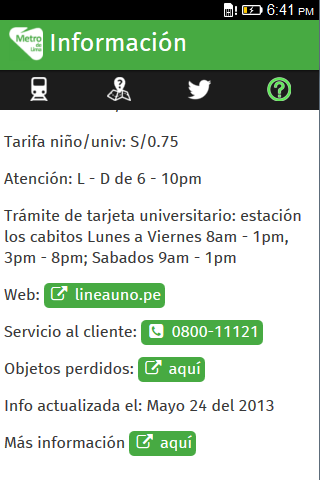 6:41 PM
Metro
de
Lima
Información
Tarifa niño/univ: S/0.75
Atención: L - D de 6 - 10pm
Trámite de tarjeta universitario: estación
los cabitos Lunes a Viernes 8am - 1pm,
3pm - 8pm; Sabados 9am - 1pm
Web: lineauno.pe
Servicio al cliente: 0800-11121
Objetos perdidos: aquí
Info actualizada el: Mayo 24 del 2013
Más información aquí